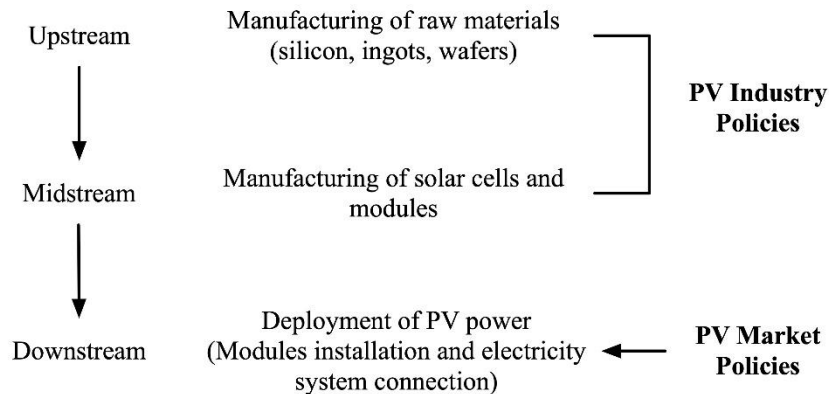 Upstream
Manufacturing of raw materials
(silicon, ingots, wafers)
PV Industry
Policies
Midstream
Manufacturing of solar cells and
modules
Downstream
Deployment of PV power
(Modules installation and electricity
system connection)
PV Market
Policies